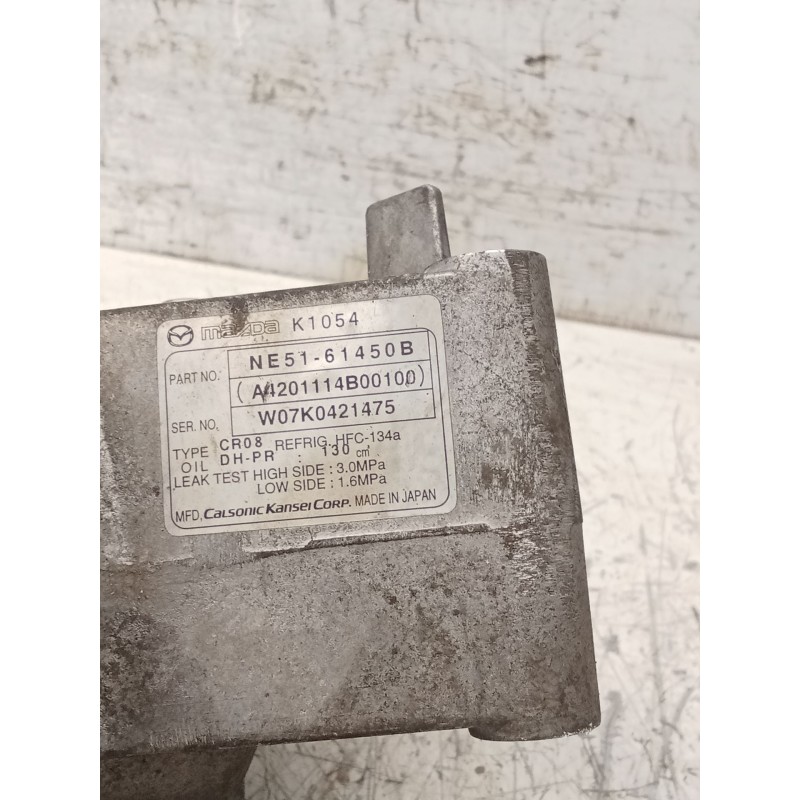 mazda K1054
PART NO. NE51-61450B
(A4201114B00100)
SER. NO. W07K0421475
TYPE CR08 REFRIG. HFC-134a
OIL DH-PR : 130 cm³
LEAK TEST HIGH SIDE : 3.0MPa
LOW SIDE : 1.6MPa
MFD. CALSONIC KANSEI CORP. MADE IN JAPAN